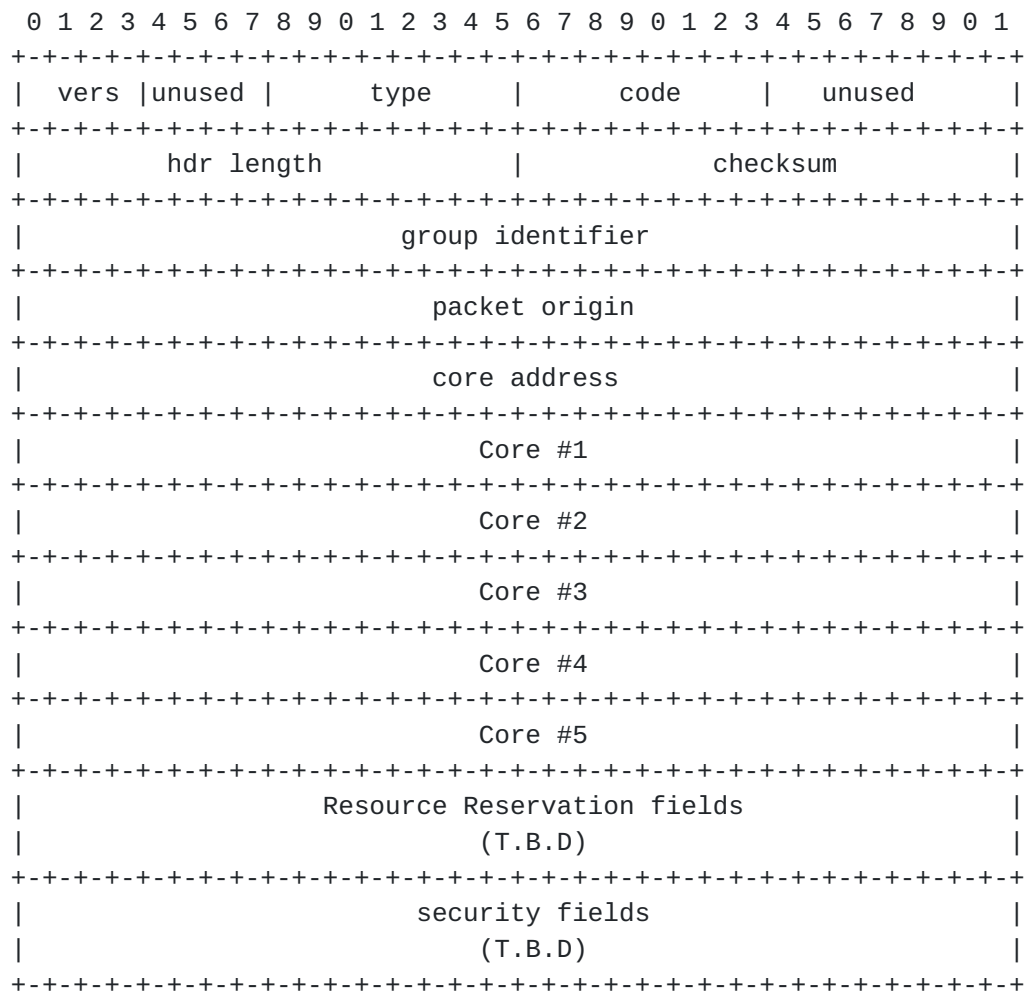 0 1 2 3 4 5 6 7 8 9 0 1 2 3 4 5 6 7 8 9 0 1 2 3 4 5 6 7 8 9 0 1
+-+-+-+-+-+-+-+-+-+-+-+-+-+-+-+-+-+-+-+-+-+-+-+-+-+-+-+-+-+-+-+-+
|  vers |unused |      type     |      code     |   unused      |
+-+-+-+-+-+-+-+-+-+-+-+-+-+-+-+-+-+-+-+-+-+-+-+-+-+-+-+-+-+-+-+-+
|         hdr length            |            checksum           |
+-+-+-+-+-+-+-+-+-+-+-+-+-+-+-+-+-+-+-+-+-+-+-+-+-+-+-+-+-+-+-+-+
|                        group identifier                       |
+-+-+-+-+-+-+-+-+-+-+-+-+-+-+-+-+-+-+-+-+-+-+-+-+-+-+-+-+-+-+-+-+
|                          packet origin                        |
+-+-+-+-+-+-+-+-+-+-+-+-+-+-+-+-+-+-+-+-+-+-+-+-+-+-+-+-+-+-+-+-+
|                          core address                         |
+-+-+-+-+-+-+-+-+-+-+-+-+-+-+-+-+-+-+-+-+-+-+-+-+-+-+-+-+-+-+-+-+
|                             Core #1                           |
+-+-+-+-+-+-+-+-+-+-+-+-+-+-+-+-+-+-+-+-+-+-+-+-+-+-+-+-+-+-+-+-+
|                             Core #2                           |
+-+-+-+-+-+-+-+-+-+-+-+-+-+-+-+-+-+-+-+-+-+-+-+-+-+-+-+-+-+-+-+-+
|                             Core #3                           |
+-+-+-+-+-+-+-+-+-+-+-+-+-+-+-+-+-+-+-+-+-+-+-+-+-+-+-+-+-+-+-+-+
|                             Core #4                           |
+-+-+-+-+-+-+-+-+-+-+-+-+-+-+-+-+-+-+-+-+-+-+-+-+-+-+-+-+-+-+-+-+
|                             Core #5                           |
+-+-+-+-+-+-+-+-+-+-+-+-+-+-+-+-+-+-+-+-+-+-+-+-+-+-+-+-+-+-+-+-+
|                   Resource Reservation fields                 |
|                             (T.B.D)                           |
+-+-+-+-+-+-+-+-+-+-+-+-+-+-+-+-+-+-+-+-+-+-+-+-+-+-+-+-+-+-+-+-+
|                         security fields                       |
|                             (T.B.D)                           |
+-+-+-+-+-+-+-+-+-+-+-+-+-+-+-+-+-+-+-+-+-+-+-+-+-+-+-+-+-+-+-+-+